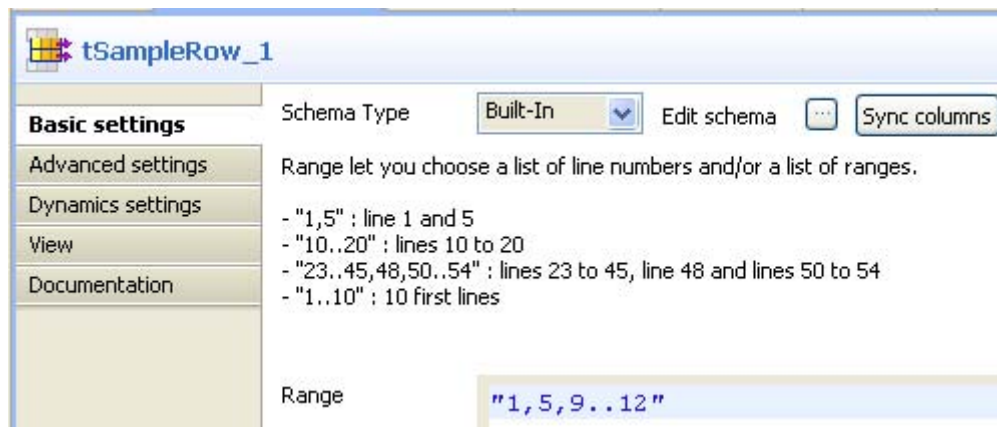 tSampleRow_1
Basic settings
Advanced settings
Dynamics settings
View
Documentation
Schema Type Built-In Edit schema ... Sync columns
Range let you choose a list of line numbers and/or a list of ranges.
- "1,5" : line 1 and 5
- "10..20" : lines 10 to 20
- "23..45,48,50..54" : lines 23 to 45, line 48 and lines 50 to 54
- "1..10" : 10 first lines
Range "1,5,9..12"